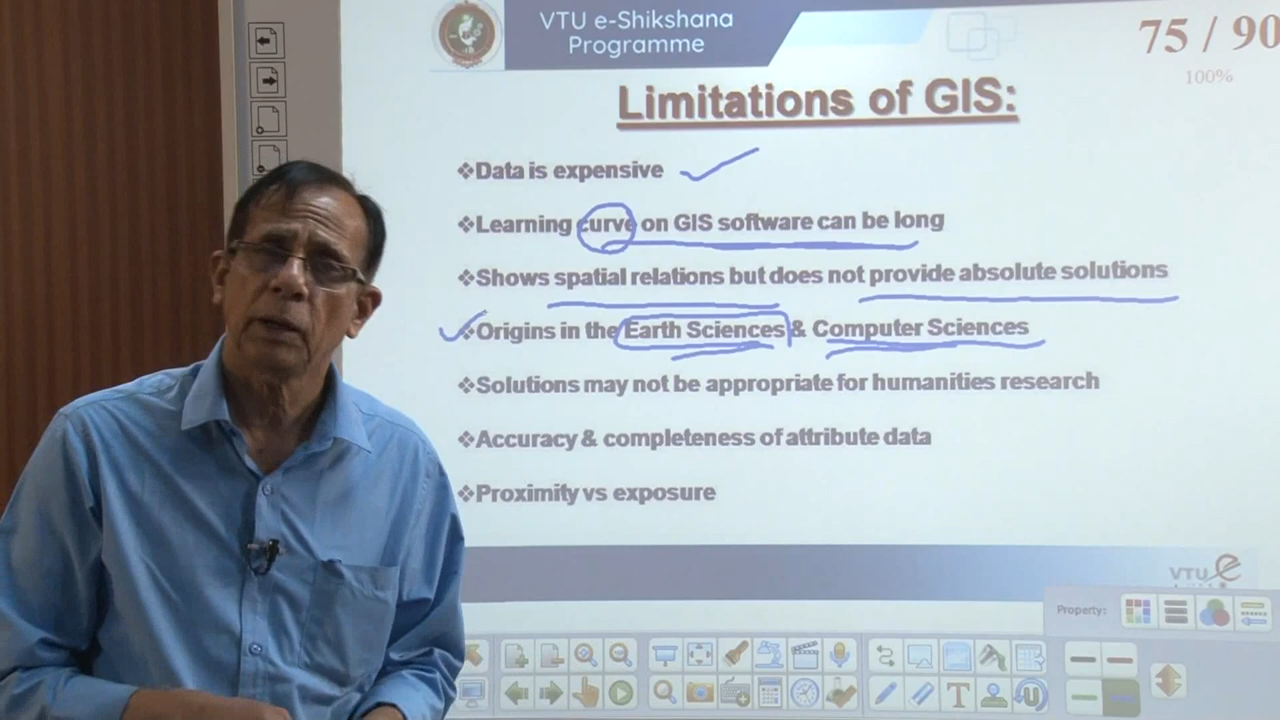 VTU e-Shikshana
Programme
75 / 90
100%
Limitations of GIS:
❖Data is expensive
❖Learning curve on GIS software can be long
❖Shows spatial relations but does not provide absolute solutions
❖Origins in the Earth Sciences & Computer Sciences
❖Solutions may not be appropriate for humanities research
❖Accuracy & completeness of attribute data
❖Proximity vs exposure
VTU e
Property:
T